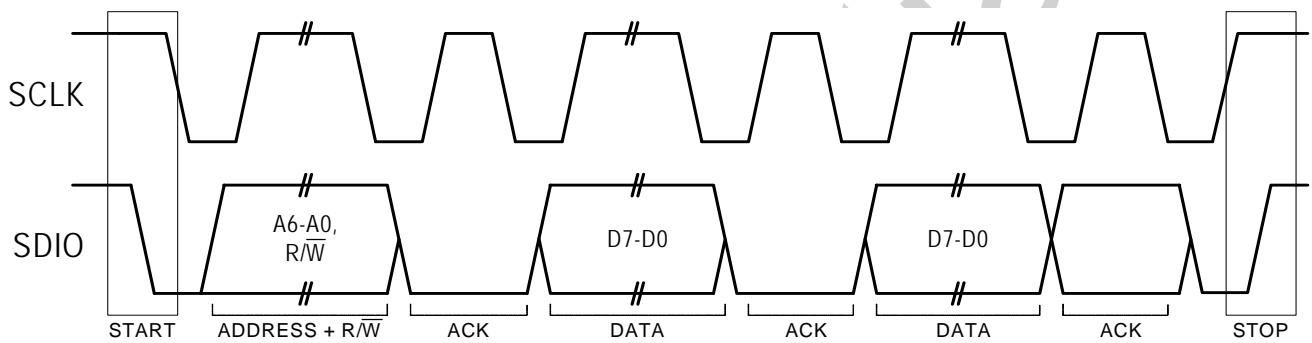 SCLK
SDIO
A6-A0,
R/W̅
D7-D0
D7-D0
START
ADDRESS + R/W̅
ACK
DATA
ACK
DATA
ACK
STOP